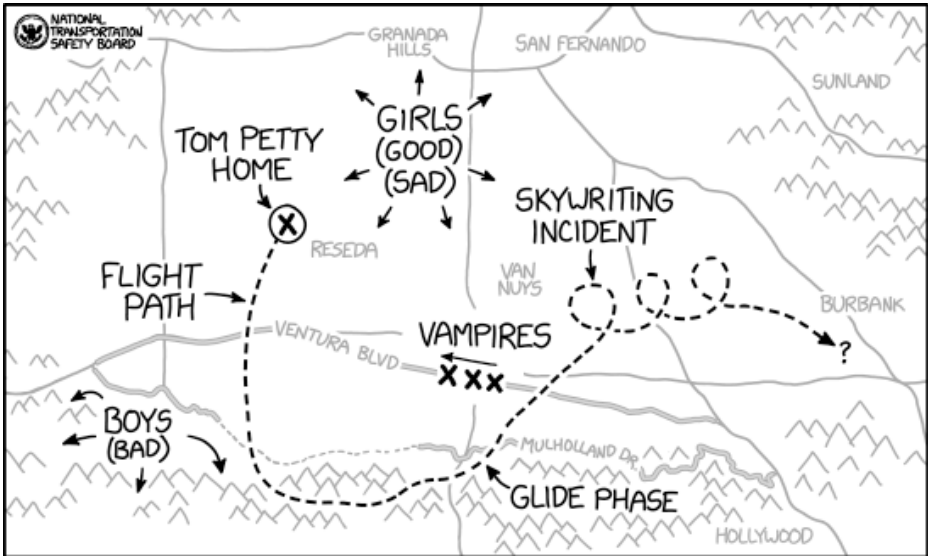 NATIONAL
TRANSPORTATION
SAFETY BOARD
GRANADA
HILLS
SAN FERNANDO
SUNLAND
TOM PETTY
HOME
GIRLS
(GOOD)
(SAD)
SKYWRITING
INCIDENT
X
RESEDA
FLIGHT
PATH
VAN
NUYS
BURBANK
VENTURA BLVD
VAMPIRES
?
X X X
BOYS
(BAD)
MULHOLLAND DR.
GLIDE PHASE
HOLLYWOOD